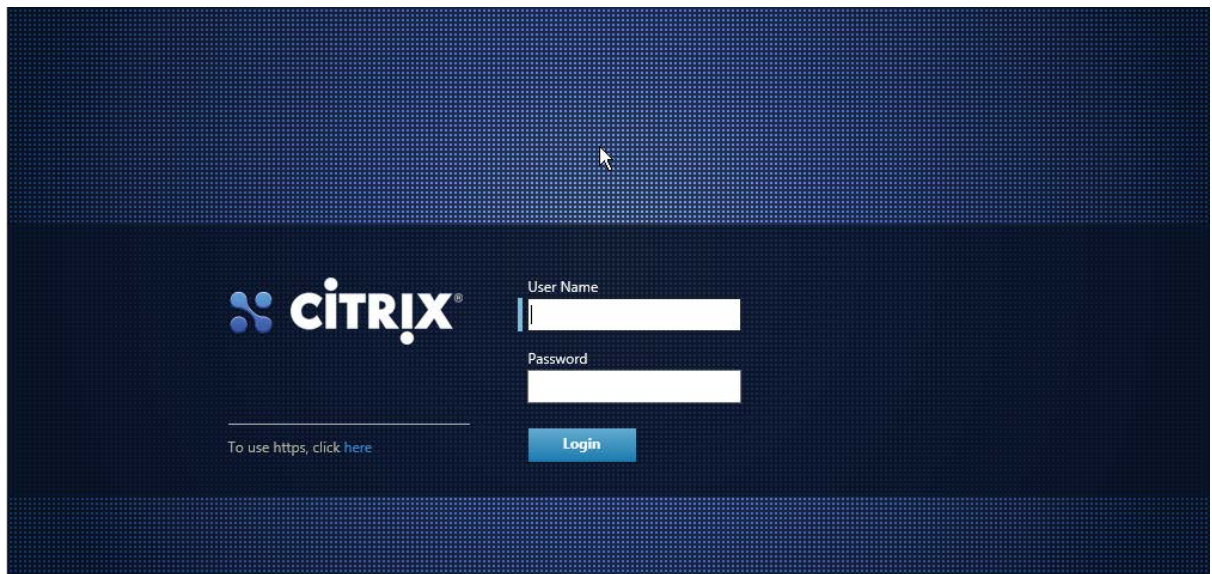 CiTRIX®
User Name
Password
To use https, click here
Login